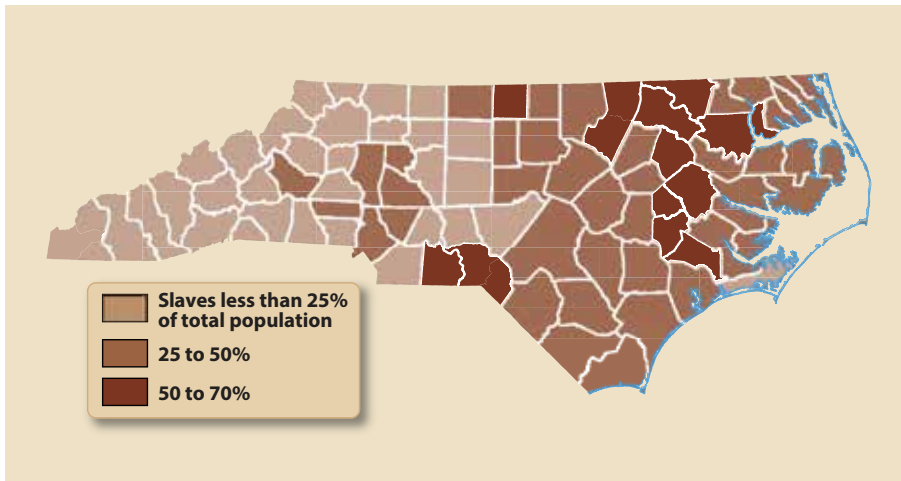 Slaves less than 25%
of total population
25 to 50%
50 to 70%